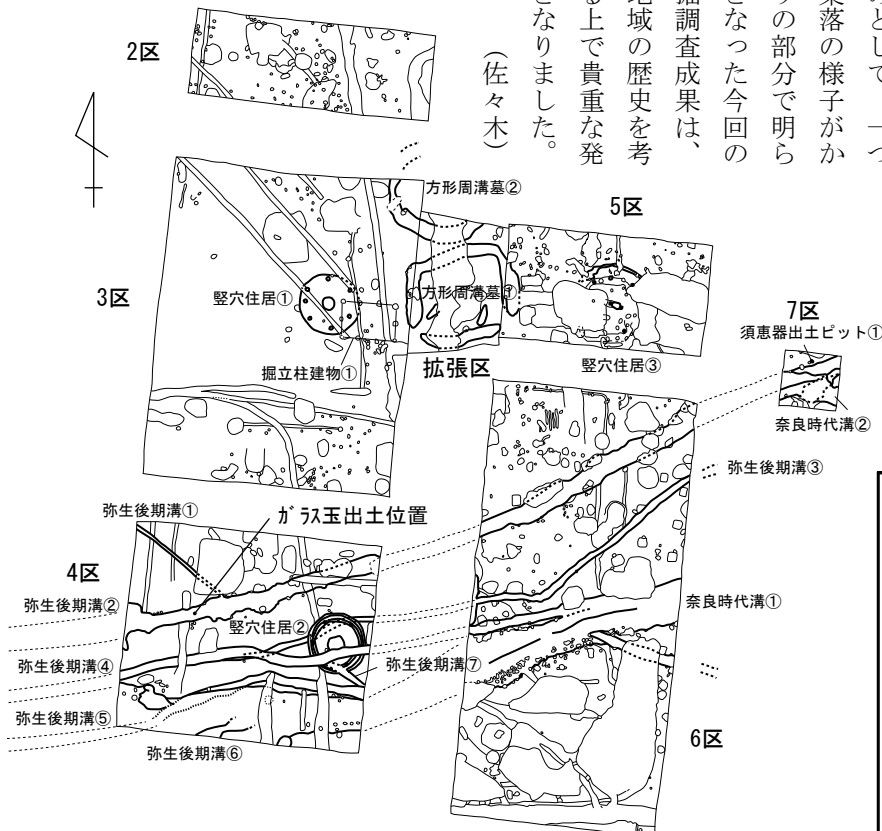 のとして、一つ
集落の様子がか
りの部分で明ら
となった今回の
掘調査成果は、
地域の歴史を考
る上で貴重な発
となりました。
（佐々木）
2区
方形周溝墓②
5区
3区
竪穴住居①
方形周溝墓①
7区
須恵器出土ピット①
掘立柱建物①
拡張区
竪穴住居③
奈良時代溝②
弥生後期溝③
弥生後期溝①
ガラス玉出土位置
4区
弥生後期溝②
竪穴住居②
奈良時代溝①
弥生後期溝④
弥生後期溝⑦
弥生後期溝⑤
弥生後期溝⑥
6区